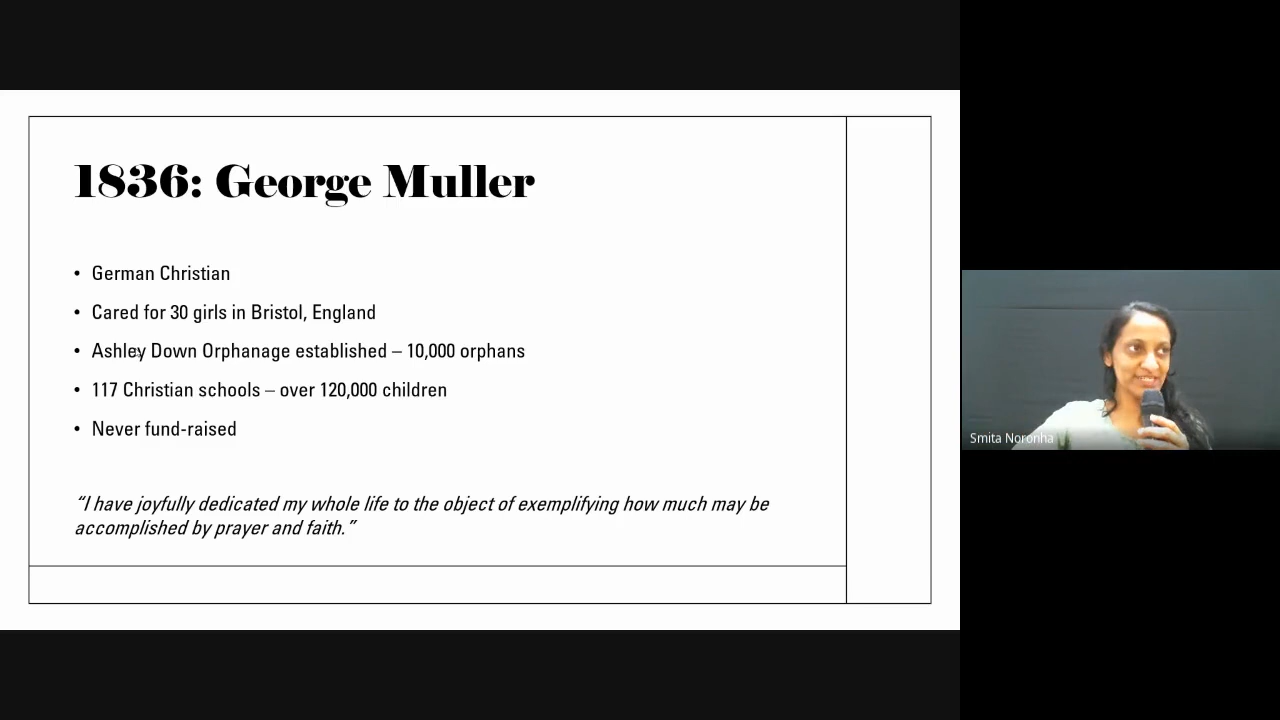 1836: George Muller
• German Christian
• Cared for 30 girls in Bristol, England
• Ashley Down Orphanage established – 10,000 orphans
• 117 Christian schools – over 120,000 children
• Never fund-raised
“I have joyfully dedicated my whole life to the object of exemplifying how much may be
accomplished by prayer and faith.”
Smita Noronha